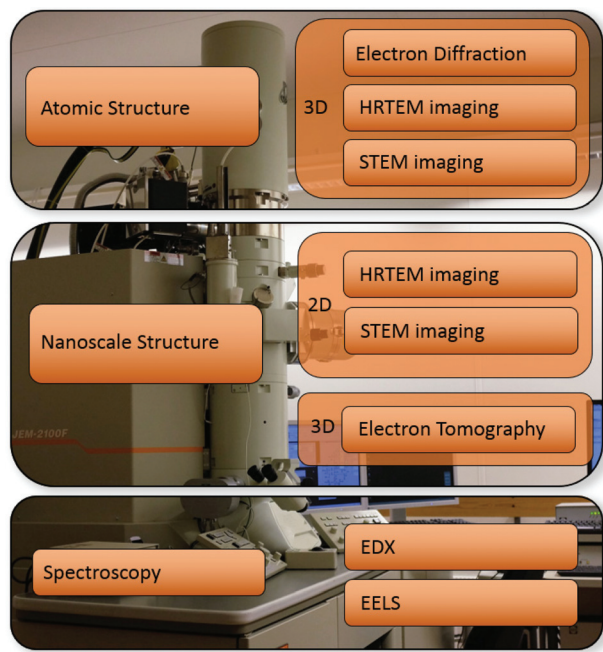 Atomic Structure
3D
Electron Diffraction
HRTEM imaging
STEM imaging
Nanoscale Structure
2D
HRTEM imaging
STEM imaging
3D
Electron Tomography
JEM-2100F
Spectroscopy
EDX
EELS